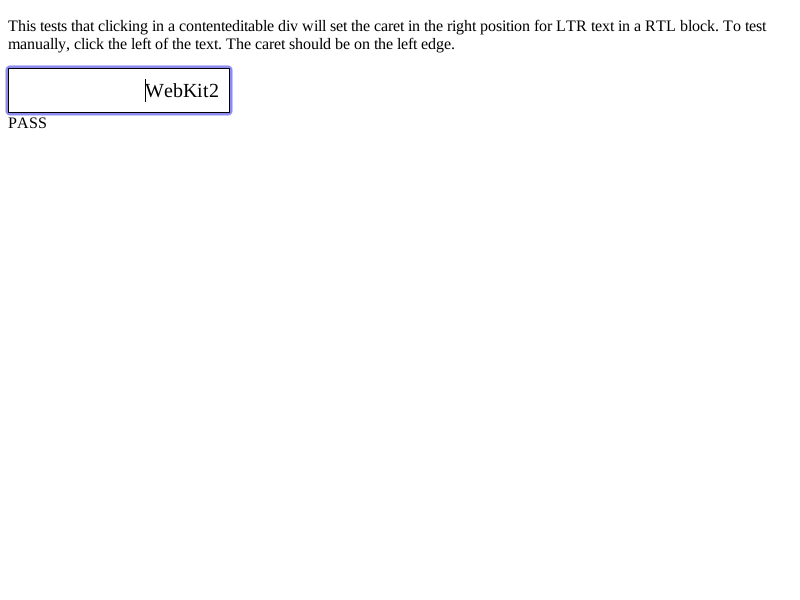 This tests that clicking in a contenteditable div will set the caret in the right position for LTR text in a RTL block. To test
manually, click the left of the text. The caret should be on the left edge.
WebKit2
PASS